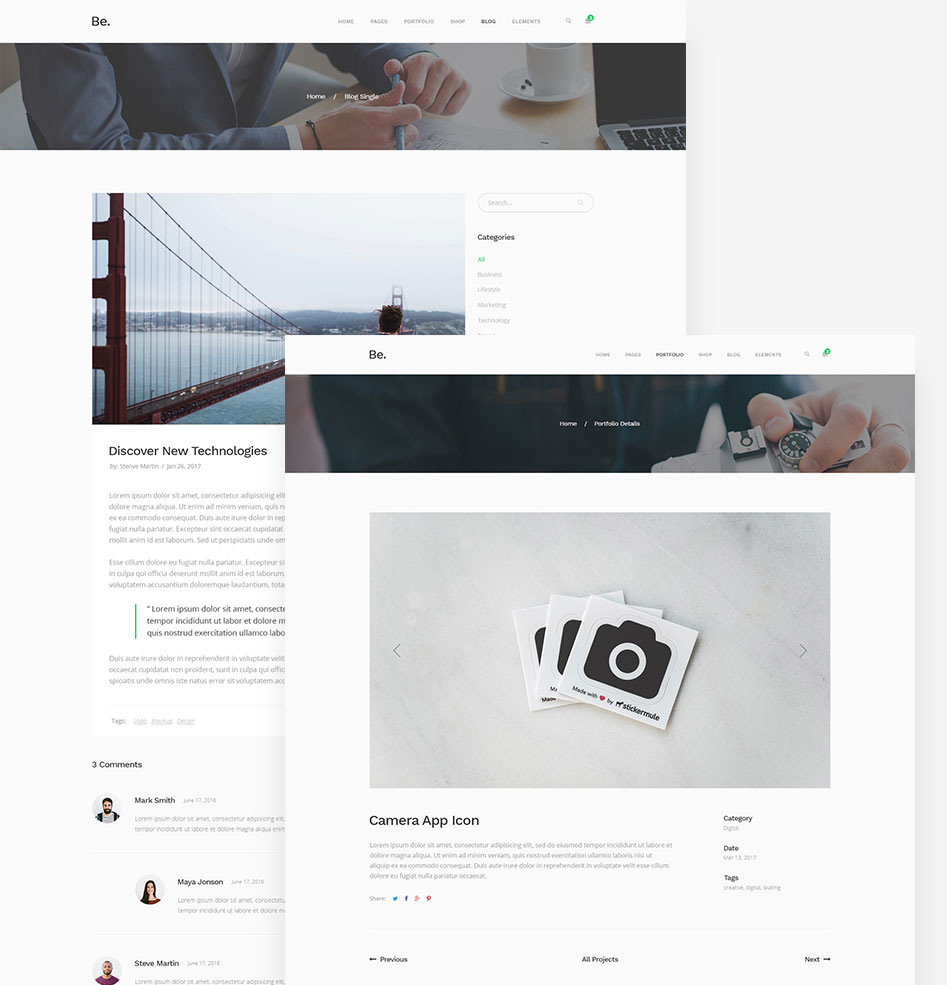 Be.
HOME PAGES PORTFOLIO SHOP BLOG ELEMENTS 3
Home / Blog Single
Search...
Categories
All
Business
Lifestyle
Marketing
Technology
Discover New Technologies
by: Stenve Martin / Jan 26, 2017
Lorem ipsum dolor sit amet, consectetur adipisicing elit
dolore magna aliqua. Ut enim ad minim veniam, quis n
ex ea commodo consequat. Duis aute irure dolor in rep
fugiat nulla pariatur. Excepteur sint occaecat cupidatat
mollit anim id est laborum. Sed ut perspiciatis unde om
Esse cillum dolore eu fugiat nulla pariatur. Excepteur si
in culpa qui officia deserunt mollit anim id est laborum.
voluptatem accusantium doloremque laudantium, tota
" Lorem ipsum dolor sit amet, consecte
tempor incididunt ut labor et dolore m
quis nostrud exercitation ullamco labo
Duis aute irure dolor in reprehenderit in voluptate velit
occaecat cupidatat non proident, sunt in culpa qui offic
spiciatis unde omnis iste natus error sit voluptatem acc
Tags: Logo Mockup Design
3 Comments
Mark Smith June 17, 2016
Lorem ipsum dolor sit amet, consectetur adipisicing elit,
tempor incididunt ut labore et dolore magna aliqua enim
Maya Jonson June 17, 2016
Lorem ipsum dolor sit amet, consec
tempor incididunt ut labore et dolor
Steve Martin June 17, 2016
Lorem ipsum dolor sit amet, consectetur adipisicing elit,
Be.
HOME PAGES PORTFOLIO SHOP BLOG ELEMENTS 3
Home / Portfolio Details
Made with by stickermule
Camera App Icon
Lorem ipsum dolor sit amet, consectetur adipisicing elit, sed do eiusmod tempor incididunt ut labore et
dolore magna aliqua. Ut enim ad minim veniam, quis nostrud exercitation ullamco laboris nisi ut
aliquip ex ea commodo consequat. Duis aute irure dolor in reprehenderit in voluptate velit esse cillum
dolore eu fugiat nulla pariatur occaecat.
Share:
Category
Digital
Date
Mar 13, 2017
Tags
creative, digital, skating
Previous All Projects Next